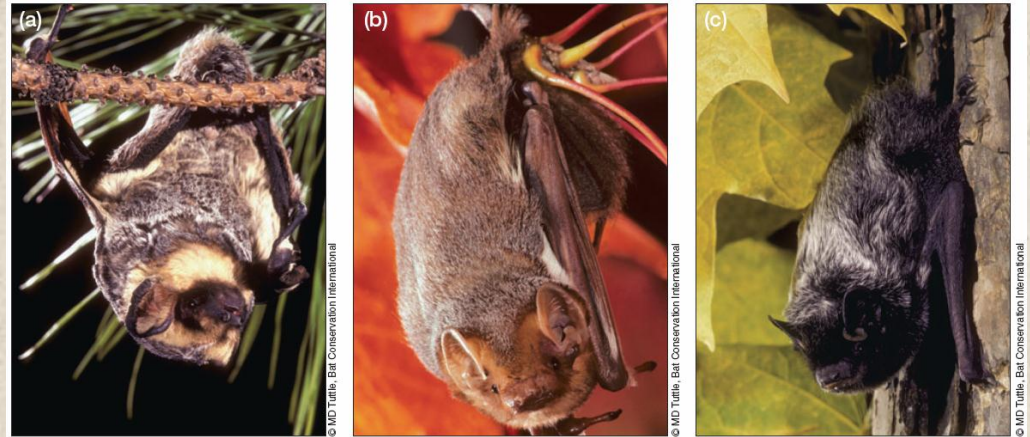 (a)
© MD Tuttle, Bat Conservation International
(b)
© MD Tuttle, Bat Conservation International
(c)
© MD Tuttle, Bat Conservation International